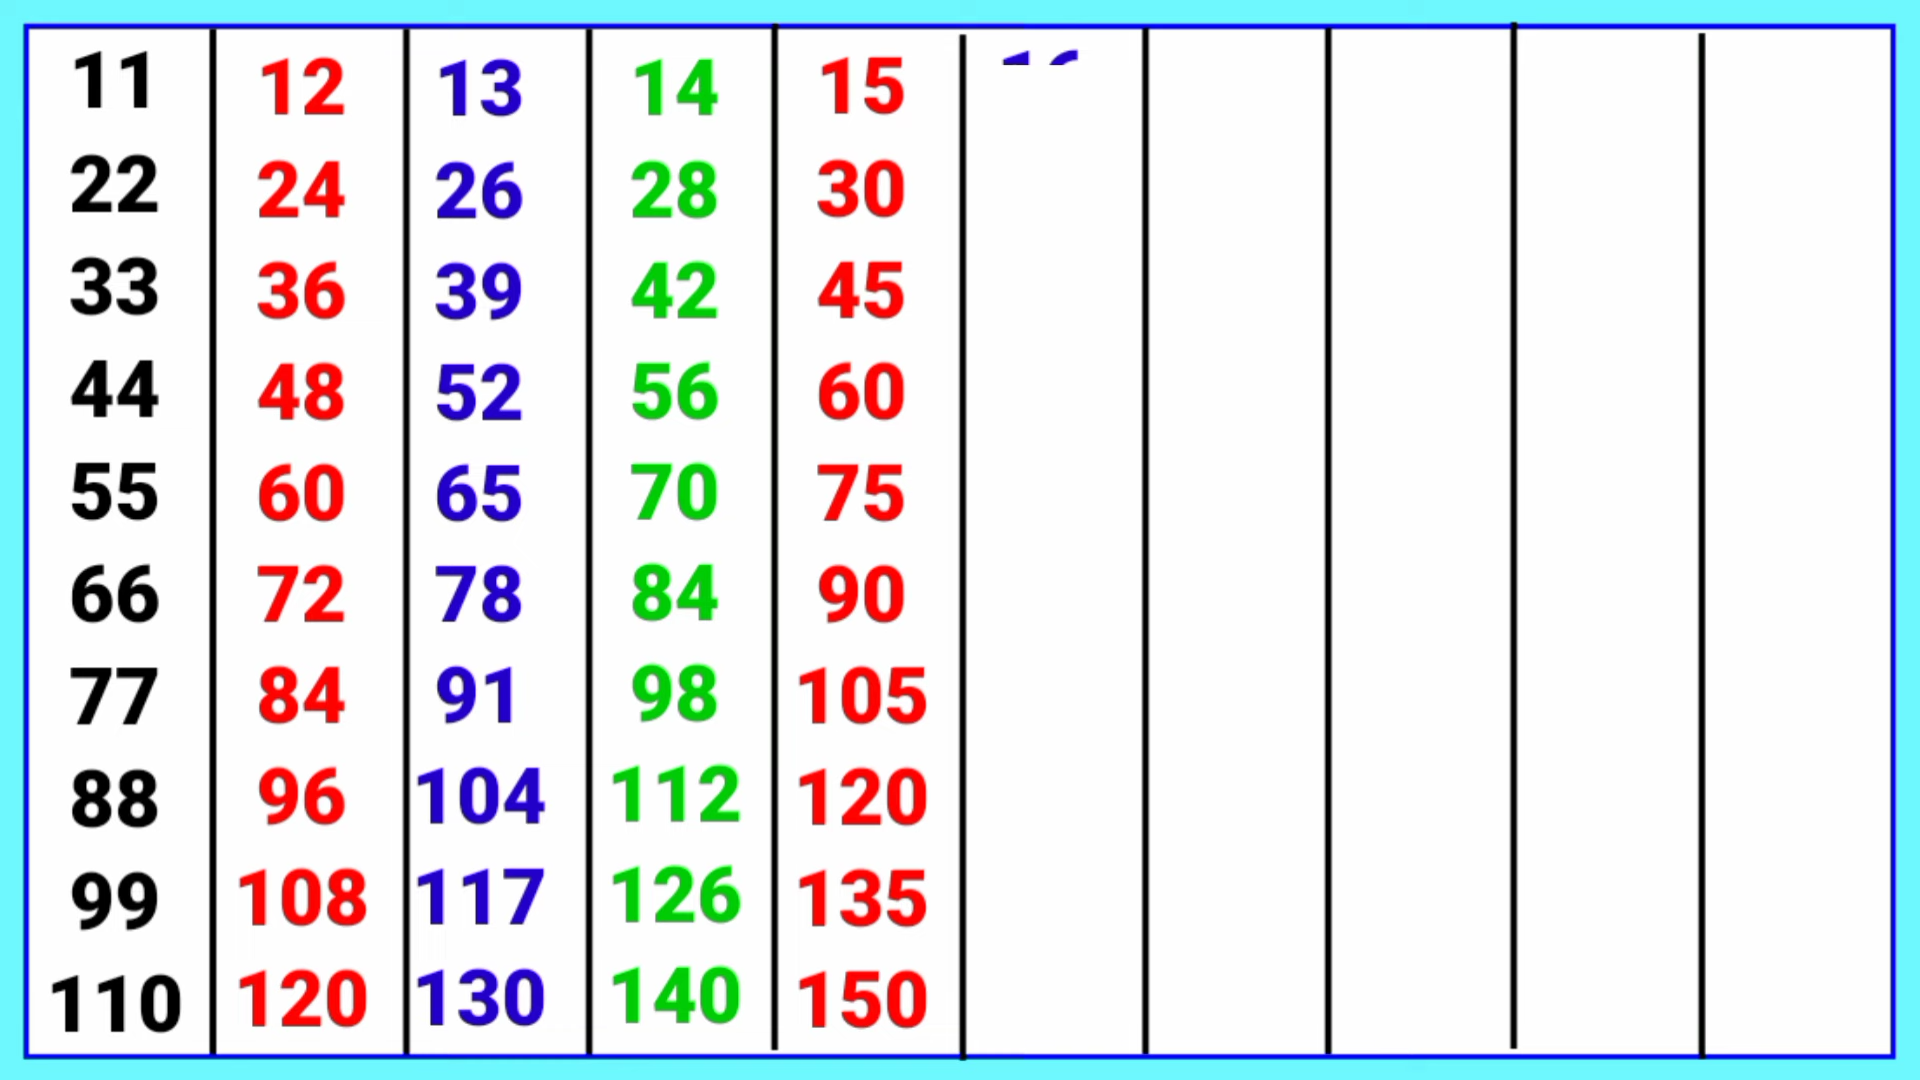 11 12 13 14 15
22 24 26 28 30
33 36 39 42 45
44 48 52 56 60
55 60 65 70 75
66 72 78 84 90
77 84 91 98 105
88 96 104 112 120
99 108 117 126 135
110 120 130 140 150